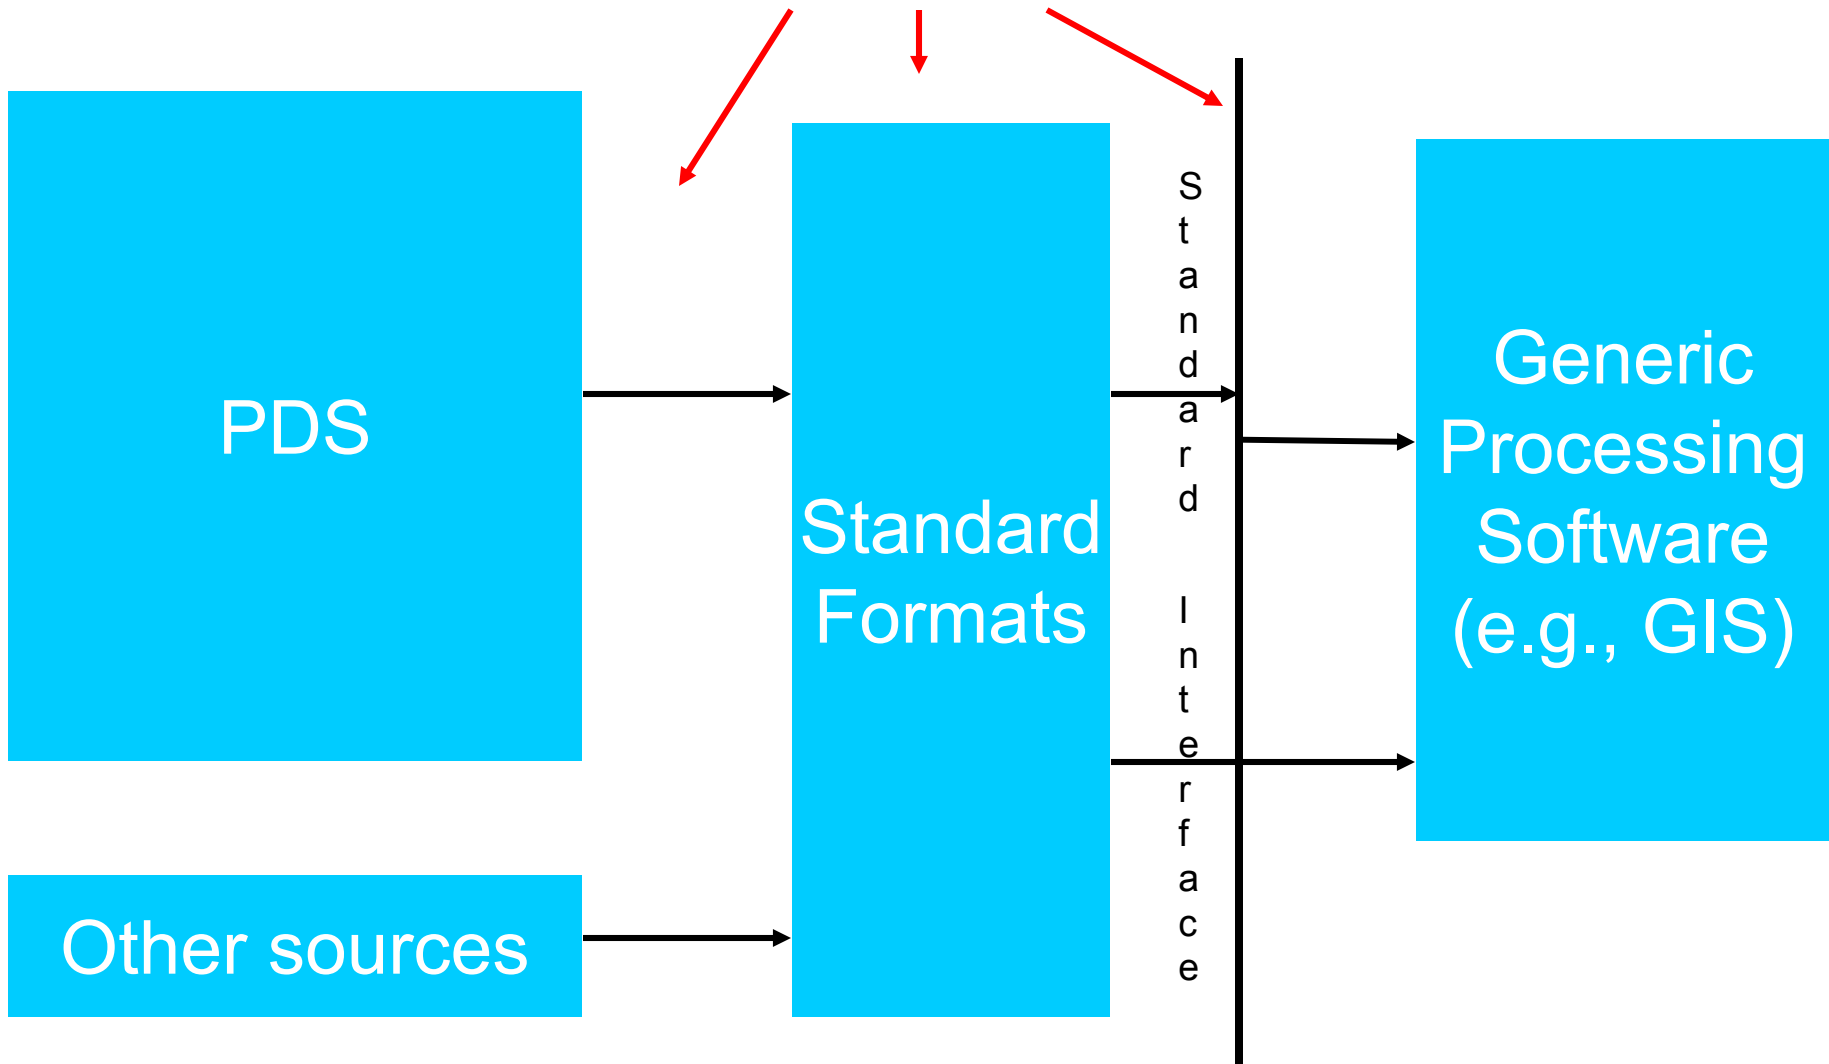 PDS
Other sources
Standard
Formats
S
t
a
n
d
a
r
d
I
n
t
e
r
f
a
c
e
Generic
Processing
Software
(e.g., GIS)